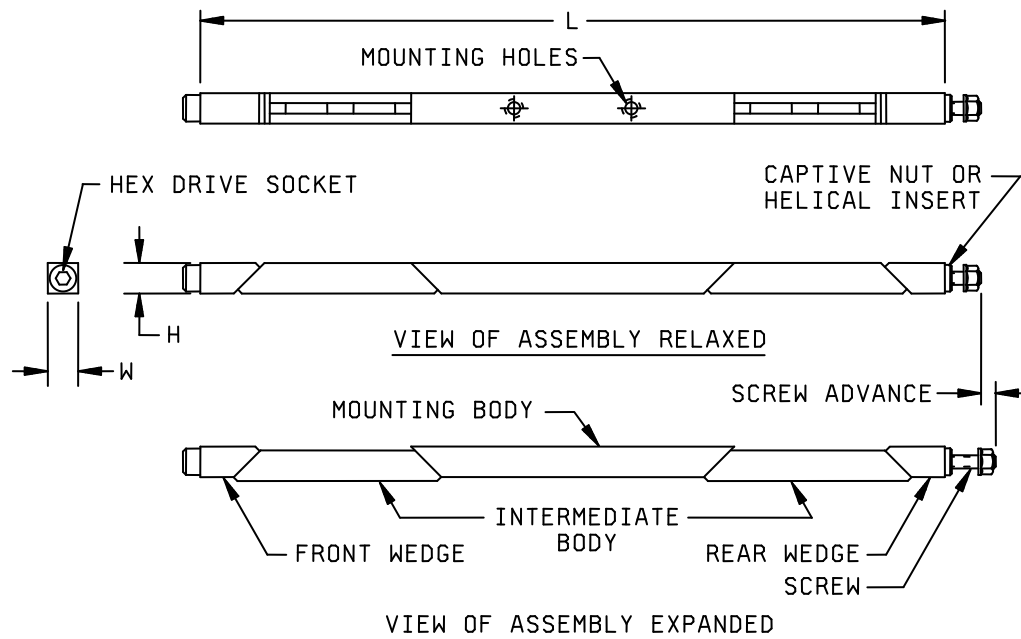 L
MOUNTING HOLES
HEX DRIVE SOCKET
CAPTIVE NUT OR
HELICAL INSERT
H
W
VIEW OF ASSEMBLY RELAXED
SCREW ADVANCE
MOUNTING BODY
INTERMEDIATE
BODY
FRONT WEDGE
REAR WEDGE
SCREW
VIEW OF ASSEMBLY EXPANDED